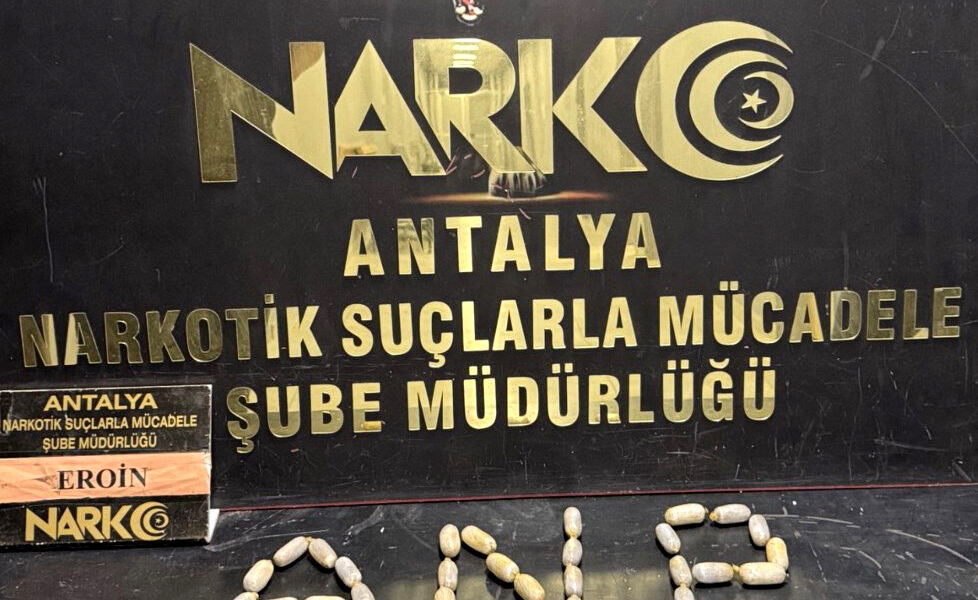 NARKO
ANTALYA
NARKOTİK SUÇLARLA MÜCADELE
ŞUBE MÜDÜRLÜĞÜ
ANTALYA
NARKOTİK SUÇLARLA MÜCADELE
ŞUBE MÜDÜRLÜĞÜ
EROİN
NARKO